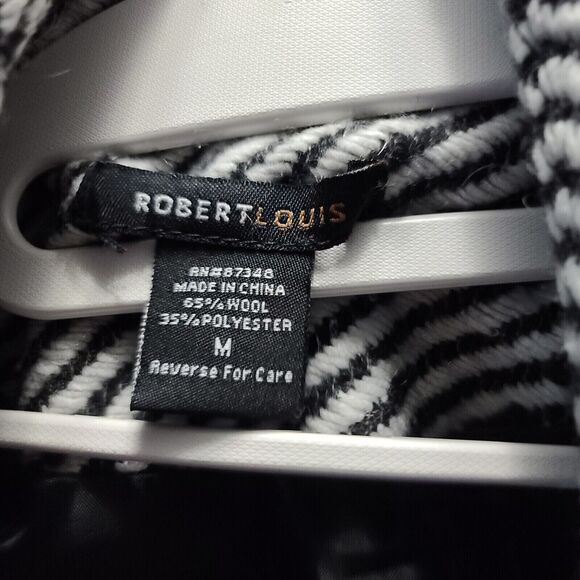 ROBERTLOUIS
RN#87348
MADE IN CHINA
65%WOOL
35%POLYESTER
M
Reverse For Care